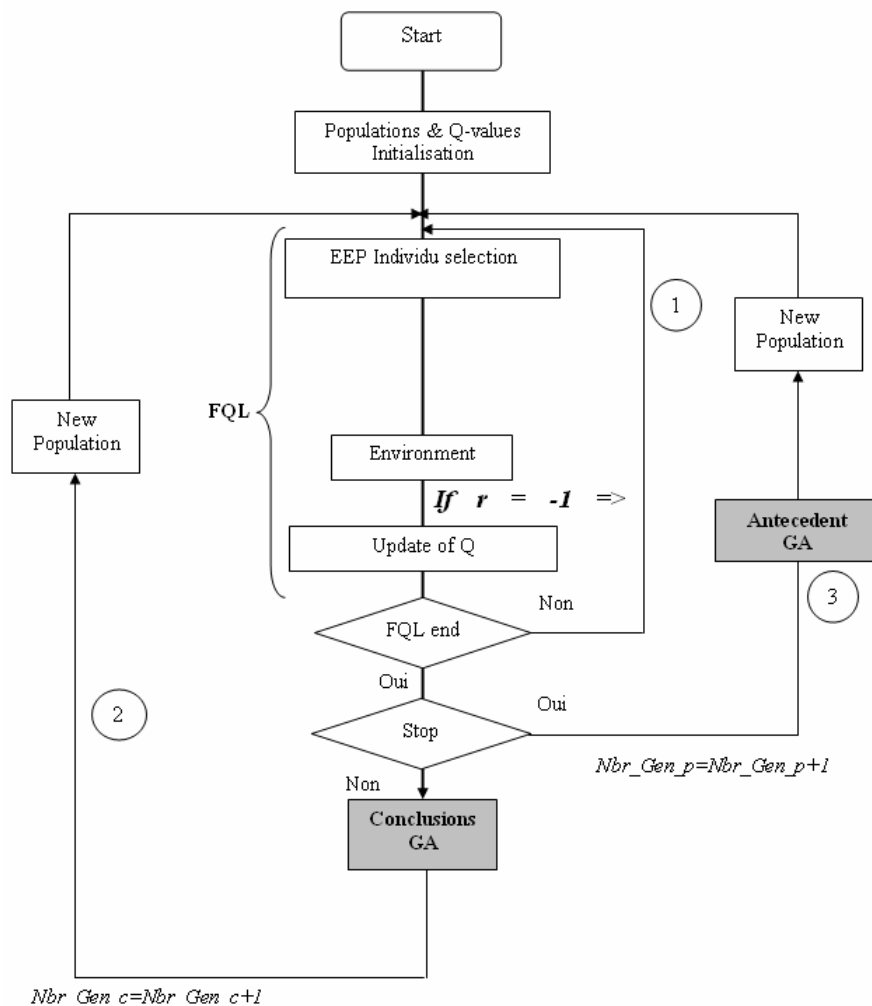 Start
Populations & Q-values
Initialisation
EEP Individu selection
1
New
Population
FQL
New
Population
Environment
If r = -1 =>
Antecedent
GA
Update of Q
3
Non
FQL end
Oui
2
Oui
Stop
Nbr_Gen_p=Nbr_Gen_p+1
Non
Conclusions
GA
Nbr_Gen_c=Nbr_Gen_c+1